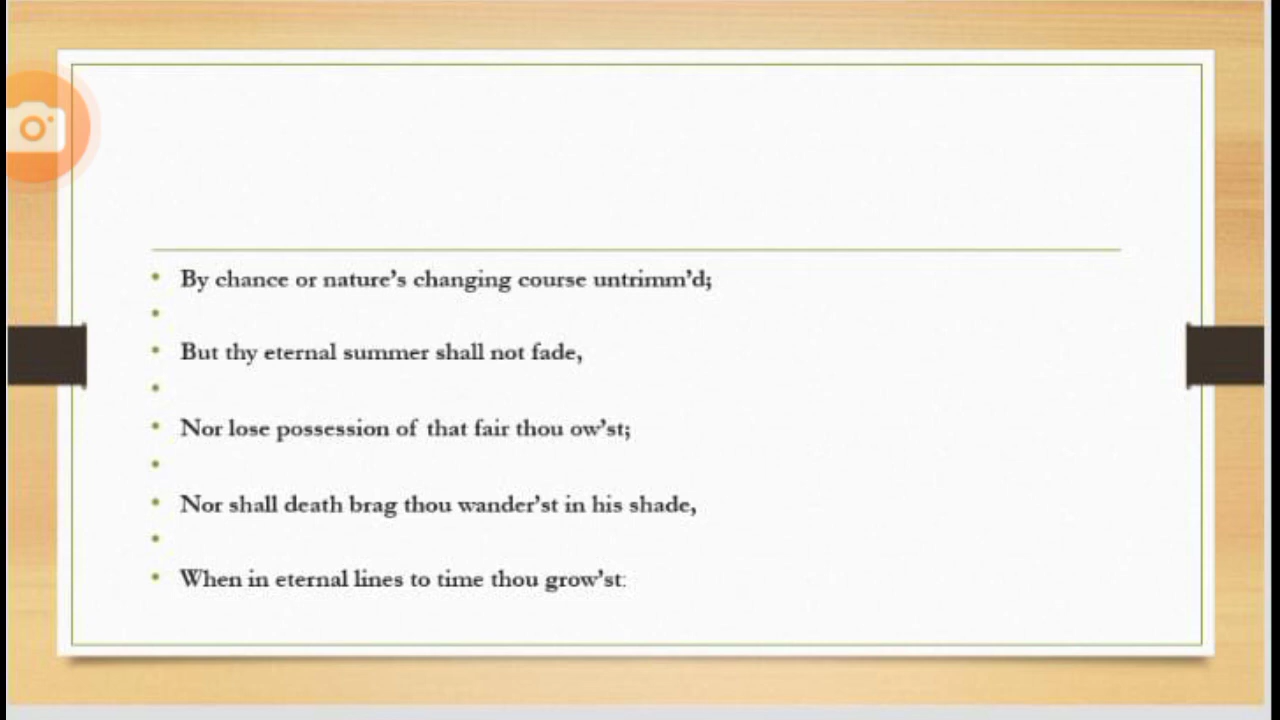 By chance or nature's changing course untrimm'd;
But thy eternal summer shall not fade,
Nor lose possession of that fair thou ow'st;
Nor shall death brag thou wander'st in his shade,
When in eternal lines to time thou grow'st: